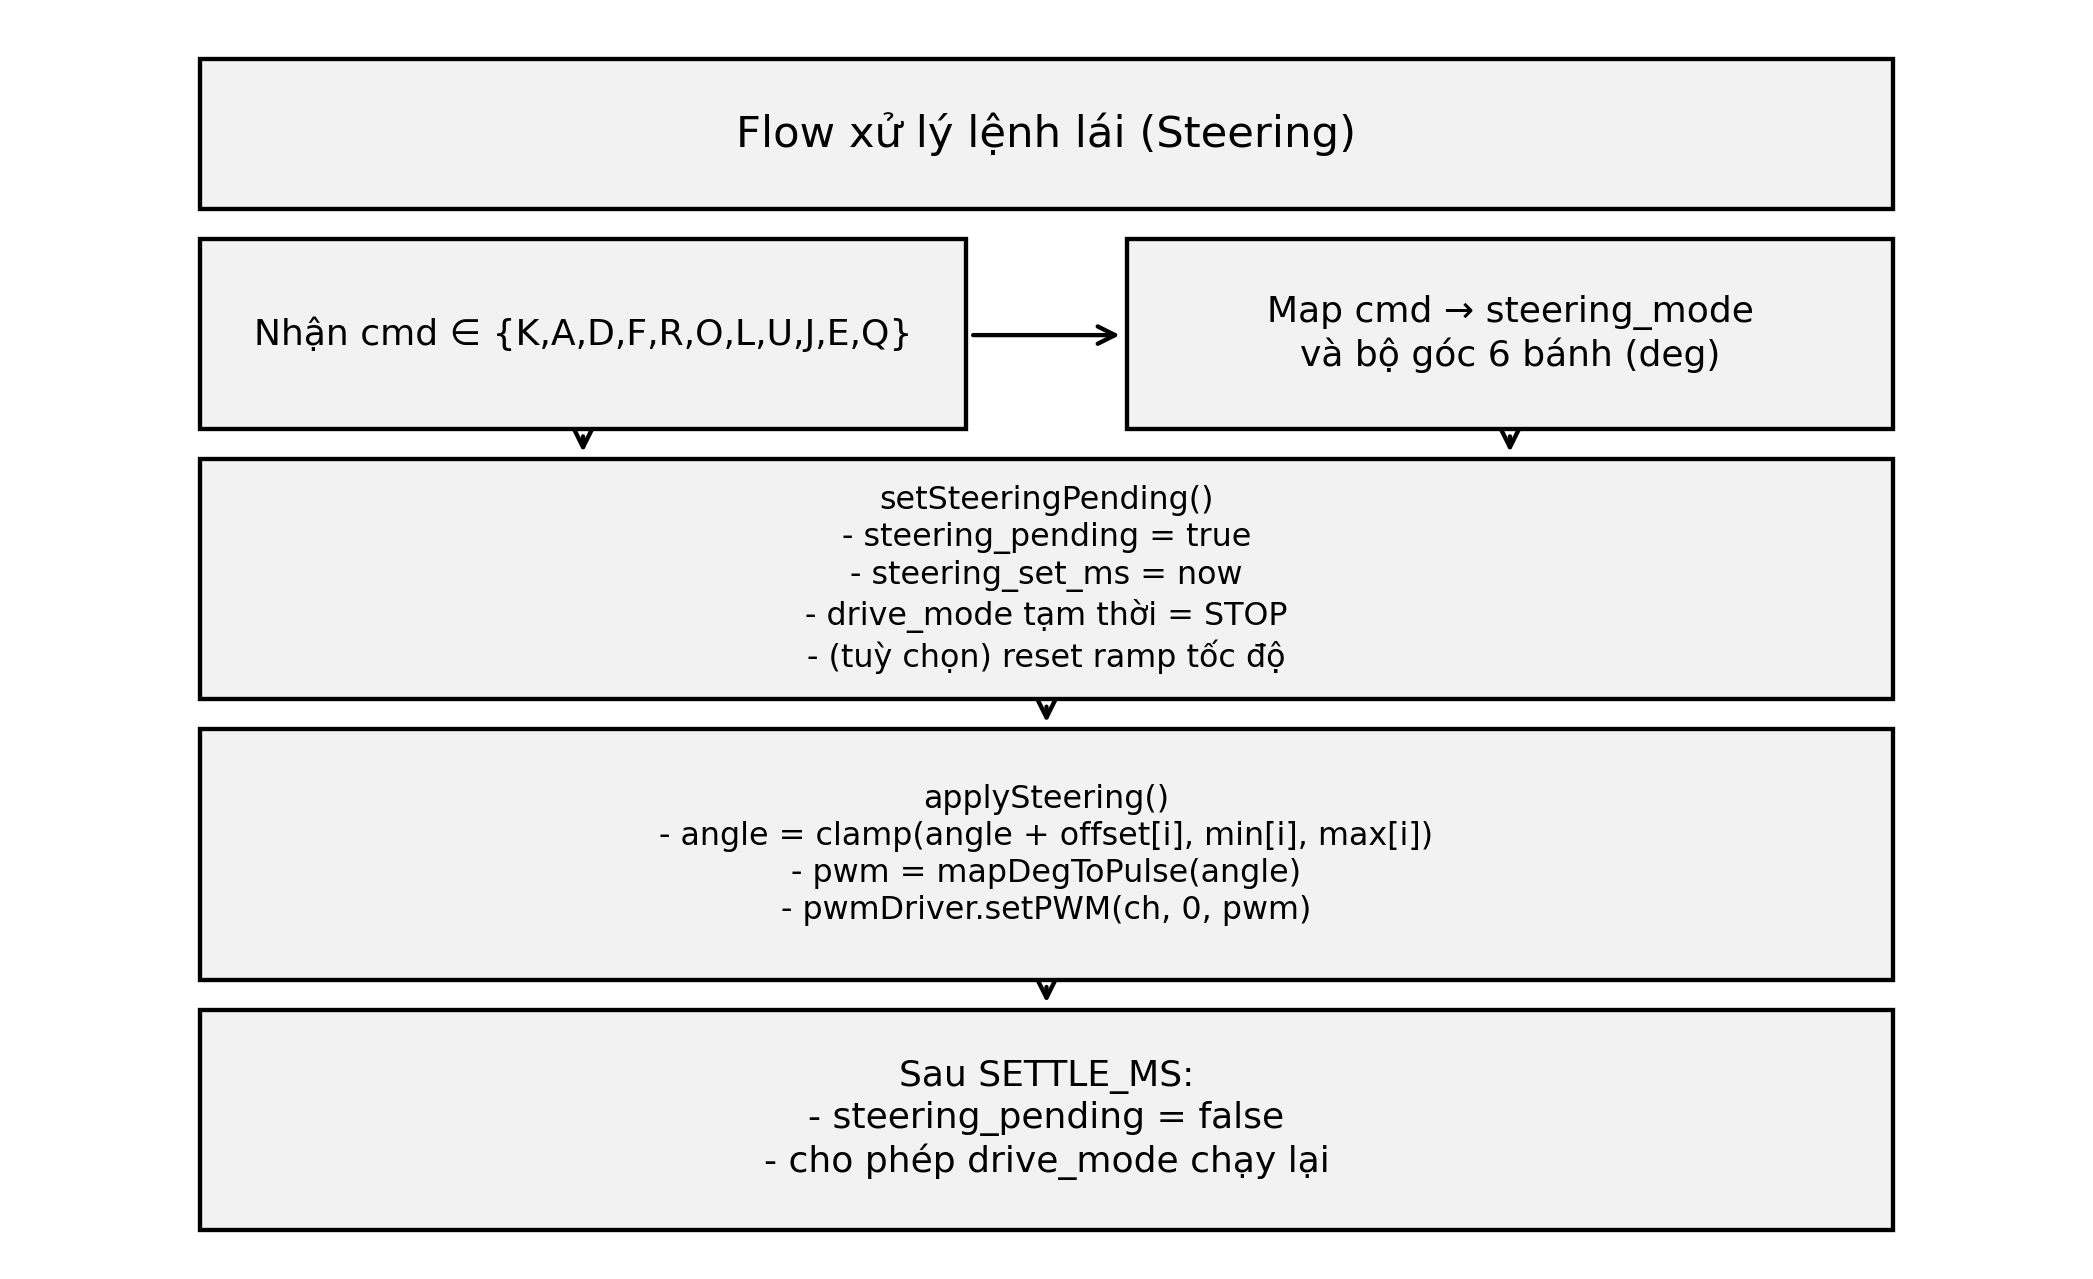 Flow xử lý lệnh lái (Steering)
Nhận cmd ∈ {K,A,D,F,R,O,L,U,J,E,Q}
Map cmd → steering_mode
và bộ góc 6 bánh (deg)
setSteeringPending()
- steering_pending = true
- steering_set_ms = now
- drive_mode tạm thời = STOP
- (tuỳ chọn) reset ramp tốc độ
applySteering()
- angle = clamp(angle + offset[i], min[i], max[i])
- pwm = mapDegToPulse(angle)
- pwmDriver.setPWM(ch, 0, pwm)
Sau SETTLE_MS:
- steering_pending = false
- cho phép drive_mode chạy lại